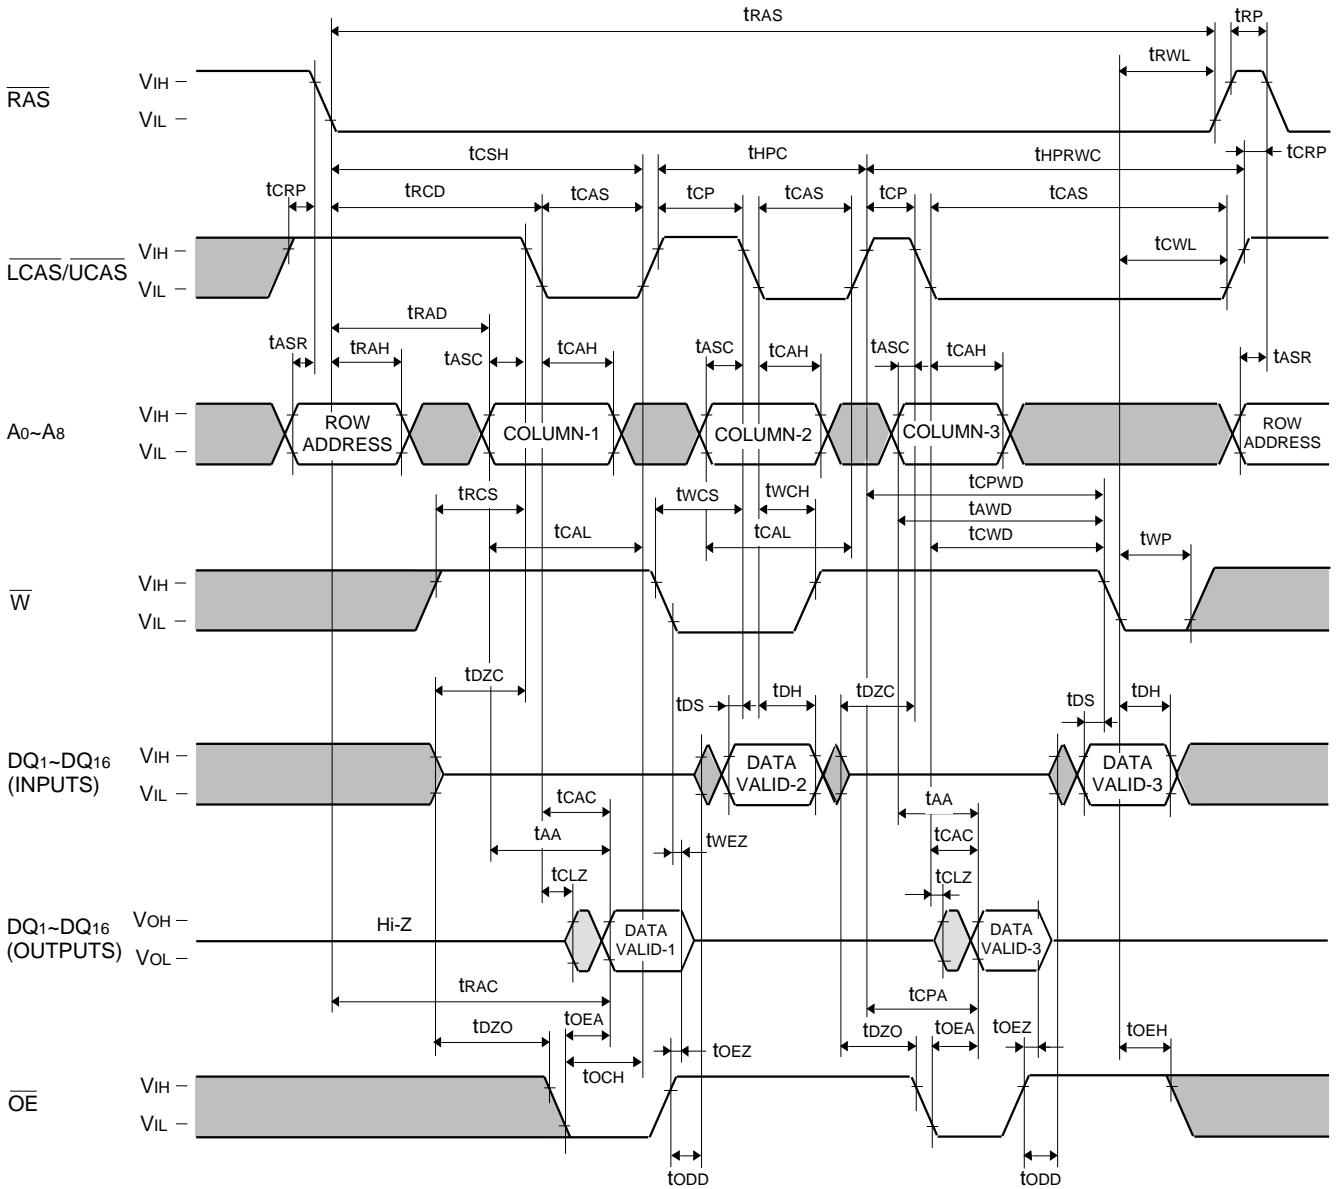 tRAS tRP
tRWL
RAS VIH
VIL
tCSH tHPC tHPRWC tCRP
tCRP tRCD tCAS tCP tCAS tCP tCAS
LCAS/UCAS VIH
VIL
tCWL
tRAD
tASR tRAH tASC tCAH tASC tCAH tASC tCAH tASR
A0~A8 VIH
VIL
ROW
ADDRESS
COLUMN-1 COLUMN-2 COLUMN-3
ROW
ADDRESS
tRCS tWCS tWCH tCPWD
tAWD
tCAL tCAL tCWD tWP
W VIH
VIL
tDZC tDS tDH tDZC tDS tDH
DQ1~DQ16
(INPUTS)
VIH
VIL
DATA
VALID-2
DATA
VALID-3
tCAC tAA
tAA tWEZ tCAC
tCLZ tCLZ
DQ1~DQ16
(OUTPUTS)
VOH
VOL
Hi-Z
DATA
VALID-1
DATA
VALID-3
tRAC tCPA
tDZO tOEA tOEZ tDZO tOEA tOEZ tOEH
tOCH
OE VIH
VIL
tODD tODD